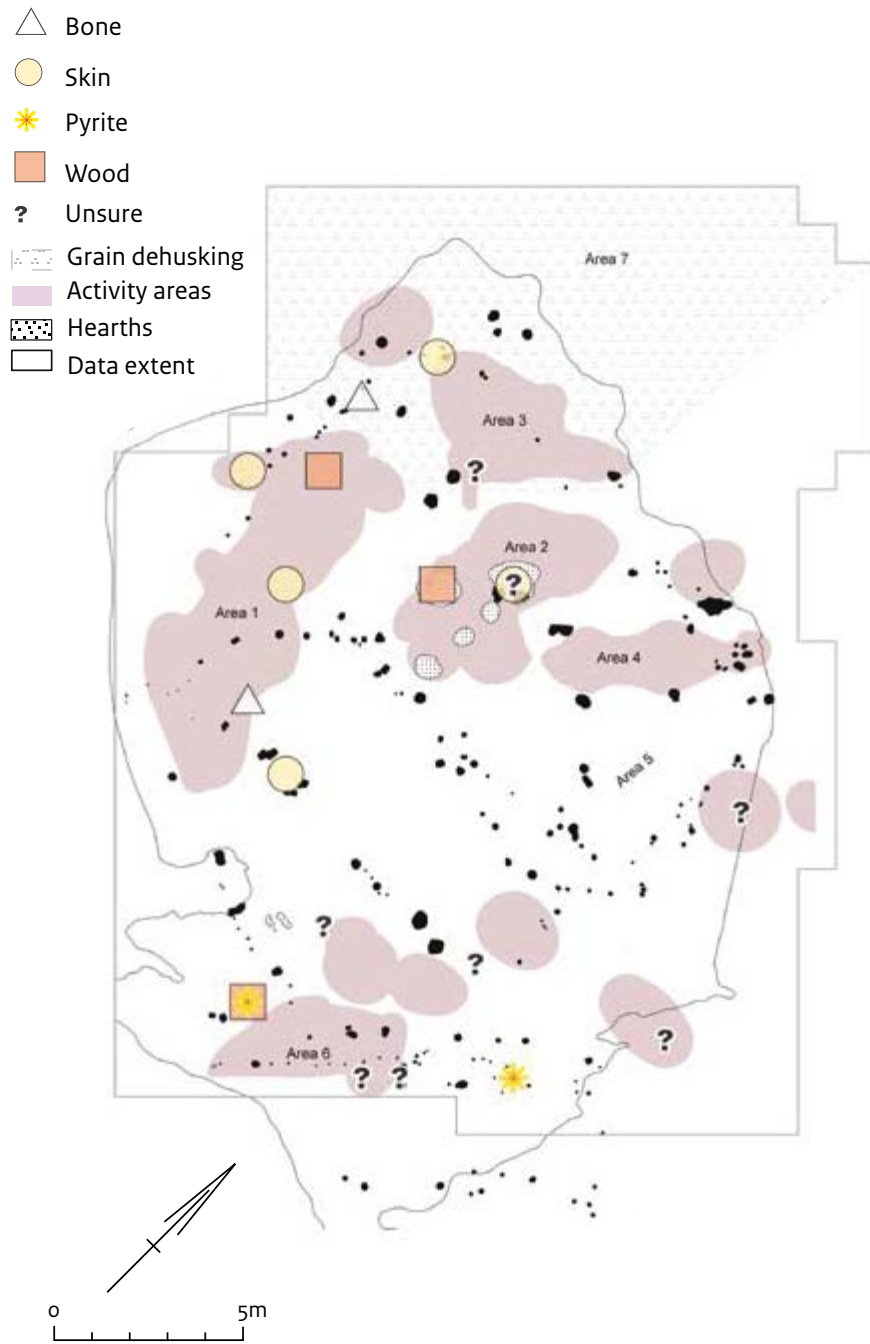 Bone
Skin
Pyrite
Wood
? Unsure
Grain dehusking
Activity areas
Hearths
Data extent
Area 7
Area 3
?
Area 2
?
Area 1
Area 4
Area 5
?
?
?
?
Area 6
? ?
0 5m